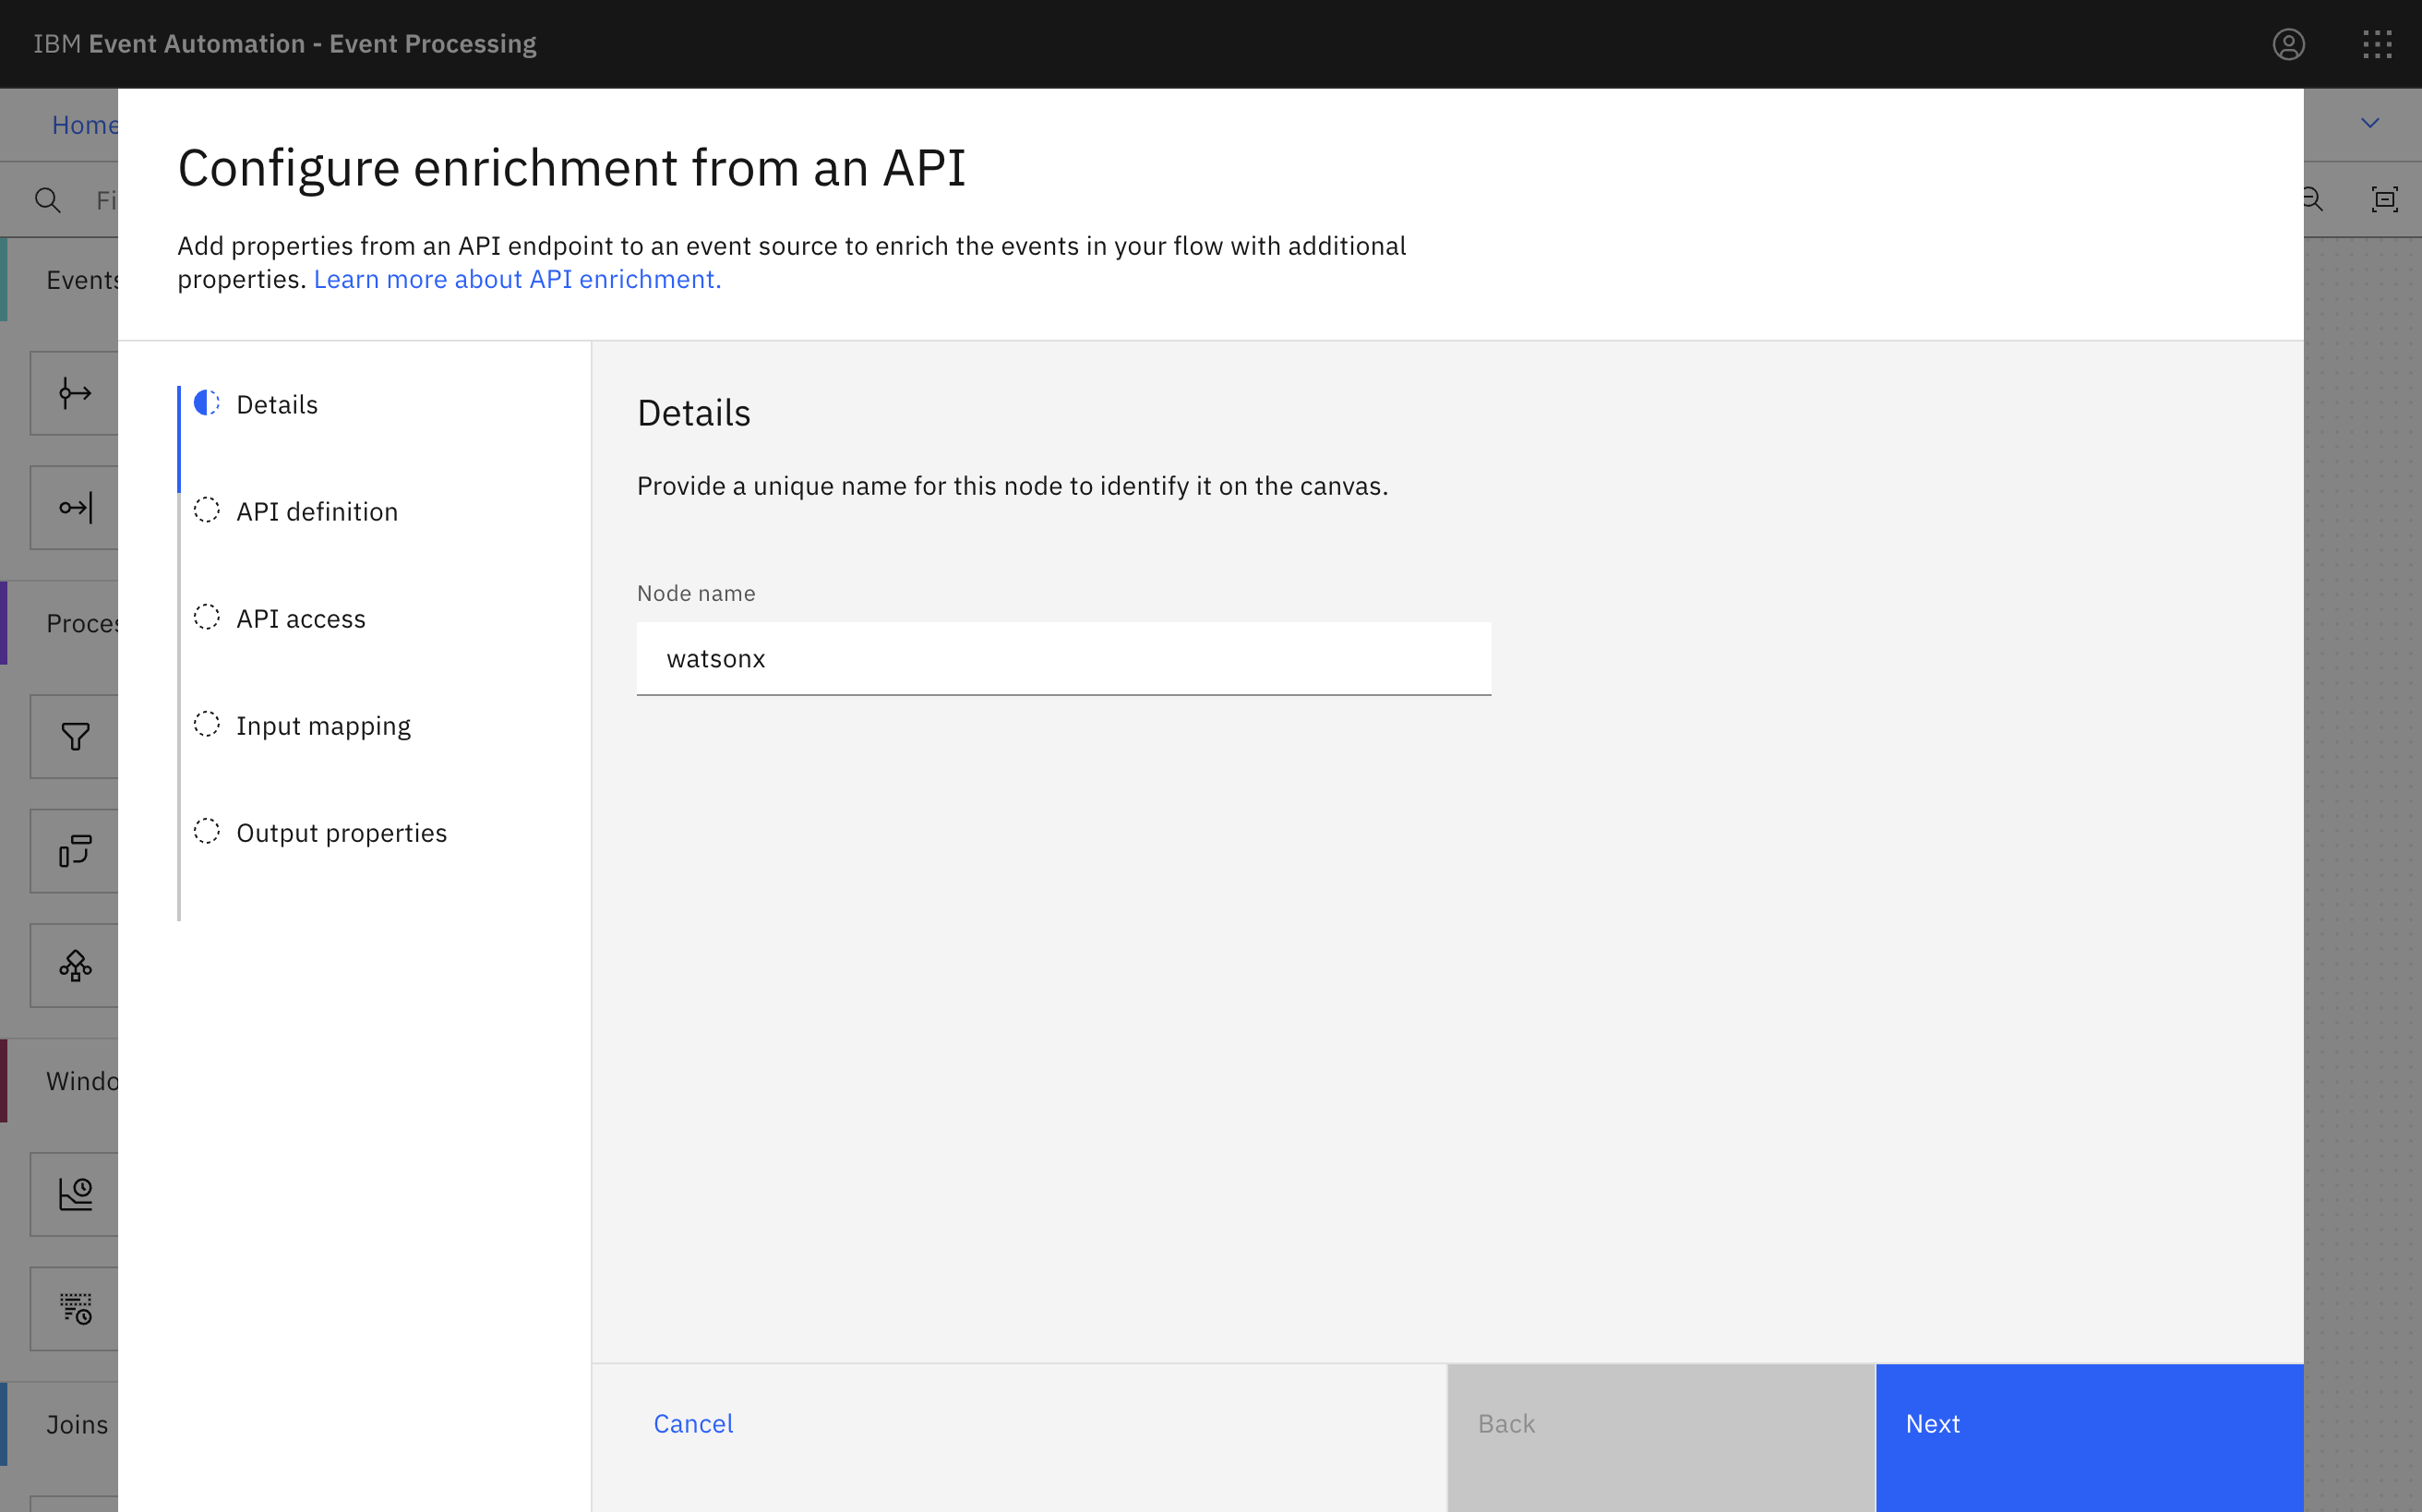 IBM Event Automation - Event Processing
Home
Configure enrichment from an API
Add properties from an API endpoint to an event source to enrich the events in your flow with additional
properties. Learn more about API enrichment.
Fi
Events
Proces
Windo
Joins
Details
API definition
API access
Input mapping
Output properties
Details
Provide a unique name for this node to identify it on the canvas.
Node name
watsonx
Cancel
Back
Next